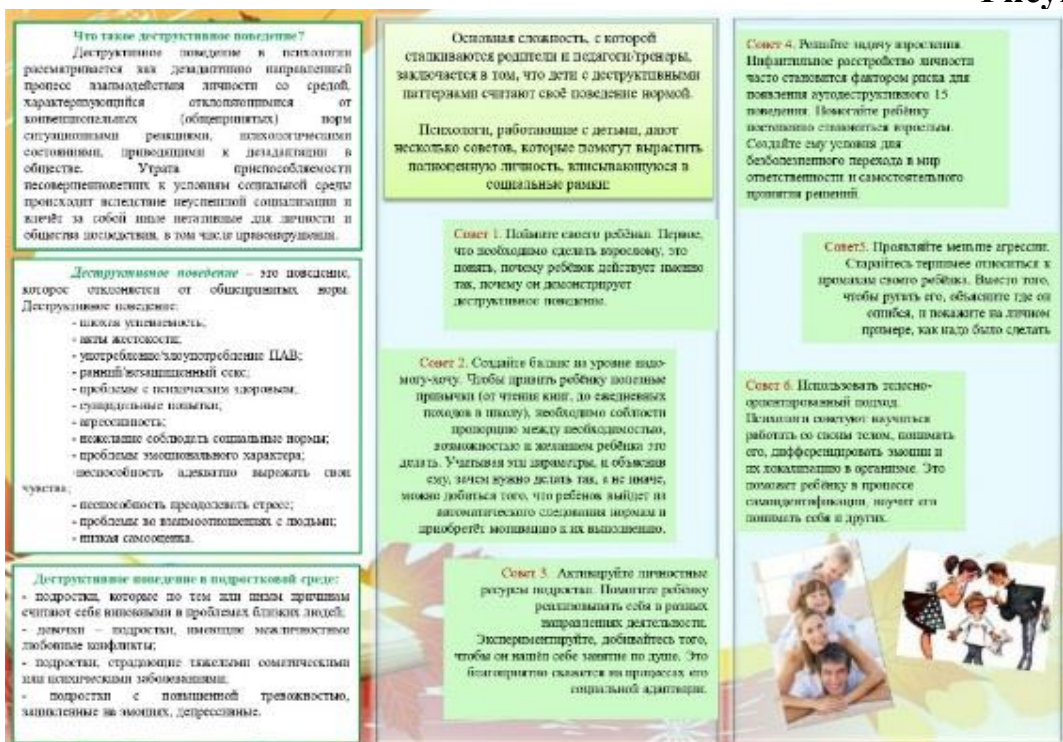 Рису
Что такое деструктивное поведение?
Деструктивное поведение в психологии
рассматривается как дезадаптивно направленный
процесс взаимодействия личности со средой,
характеризующийся отклоняющимися от
конвенциональных (общепринятых) норм
ситуационными реакциями, психологическими
состояниями, приводящими к дезадаптации в
обществе. Утрата приспособляемости
несовершеннолетних к условиям социальной среды
происходит вследствие неуспешной социализации и
влечёт за собой иные негативные для личности и
общества последствия, в том числе правонарушения.
Деструктивное поведение – это поведение,
которое отклоняется от общепринятых норм.
Деструктивное поведение:
- плохая успеваемость;
- акты жестокости;
- употребление/злоупотребление ПАВ;
- ранний/незащищенный секс;
- проблемы с психическим здоровьем;
- суицидальные попытки;
- агрессивность;
- нежелание соблюдать социальные нормы;
- проблемы эмоционального характера;
-неспособность адекватно выражать свои
чувства;
- неспособность преодолевать стресс;
- проблемы во взаимоотношениях с людьми;
- низкая самооценка.
Деструктивное поведение в подростковой среде:
- подростки, которые по тем или иным причинам
считают себя виновными в проблемах близких людей;
- девочки – подростки, имеющие межличностные
любовные конфликты;
- подростки, страдающие тяжелыми соматическими
или психическими заболеваниями;
- подростки с повышенной тревожностью,
зацикленные на эмоциях, депрессивные.
Основная сложность, с которой
сталкиваются родители и педагоги/тренеры,
заключается в том, что дети с деструктивными
паттернами считают своё поведение нормой.
Психологи, работающие с детьми, дают
несколько советов, которые помогут вырастить
полноценную личность, вписывающуюся в
социальные рамки:
Совет 1. Поймите своего ребёнка. Первое,
что необходимо сделать взрослому, это
понять, почему ребёнок действует именно
так, почему он демонстрирует
деструктивное поведение.
Совет 2. Создайте баланс на уровне надо-
могу-хочу. Чтобы привить ребёнку полезные
привычки (от чтения книг, до ежедневных
походов в школу), необходимо соблюсти
пропорцию между необходимостью,
возможностью и желанием ребёнка это
делать. Учитывая эти параметры, и объясняя
ему, зачем нужно делать так, а не иначе,
можно добиться того, что ребенок выйдет из
автоматического следования нормам и
приобретёт мотивацию к их выполнению.
Совет 3. Активируйте личностные
ресурсы подростка. Помогите ребёнку
реализовывать себя в разных
направлениях деятельности.
Экспериментируйте, добивайтесь того,
чтобы он нашёл себе занятие по душе. Это
благоприятно скажется на процессах его
социальной адаптации.
Совет 4. Решайте задачу взросления.
Инфантильное расстройство личности
часто становится фактором риска для
появления аутодеструктивного 15
поведения. Помогайте ребёнку
постепенно становиться взрослым.
Создайте ему условия для
безболезненного перехода в мир
ответственности и самостоятельного
принятия решений.
Совет5. Проявляйте меньше агрессии.
Старайтесь терпимее относиться к
промахам своего ребёнка. Вместо того,
чтобы ругать его, объясните где он
ошибся, и покажите на личном
примере, как надо было сделать
Совет 6. Использовать телесно-
ориентированный подход.
Психологи советуют научиться
работать со своим телом, понимать
его, дифференцировать эмоции и
их локализацию в организме. Это
поможет ребёнку в процессе
самоидентификации, научит его
понимать себя и других.